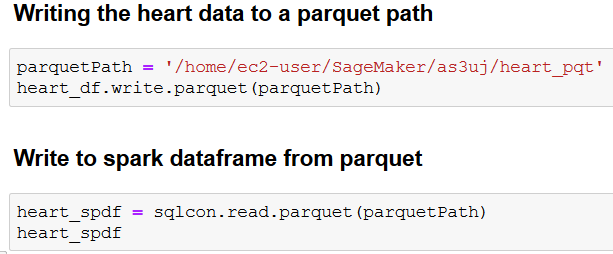 Writing the heart data to a parquet path
parquetPath = '/home/ec2-user/SageMaker/as3uj/heart_pqt'
heart_df.write.parquet(parquetPath)
Write to spark dataframe from parquet
heart_spdf = sqlcon.read.parquet(parquetPath)
heart_spdf